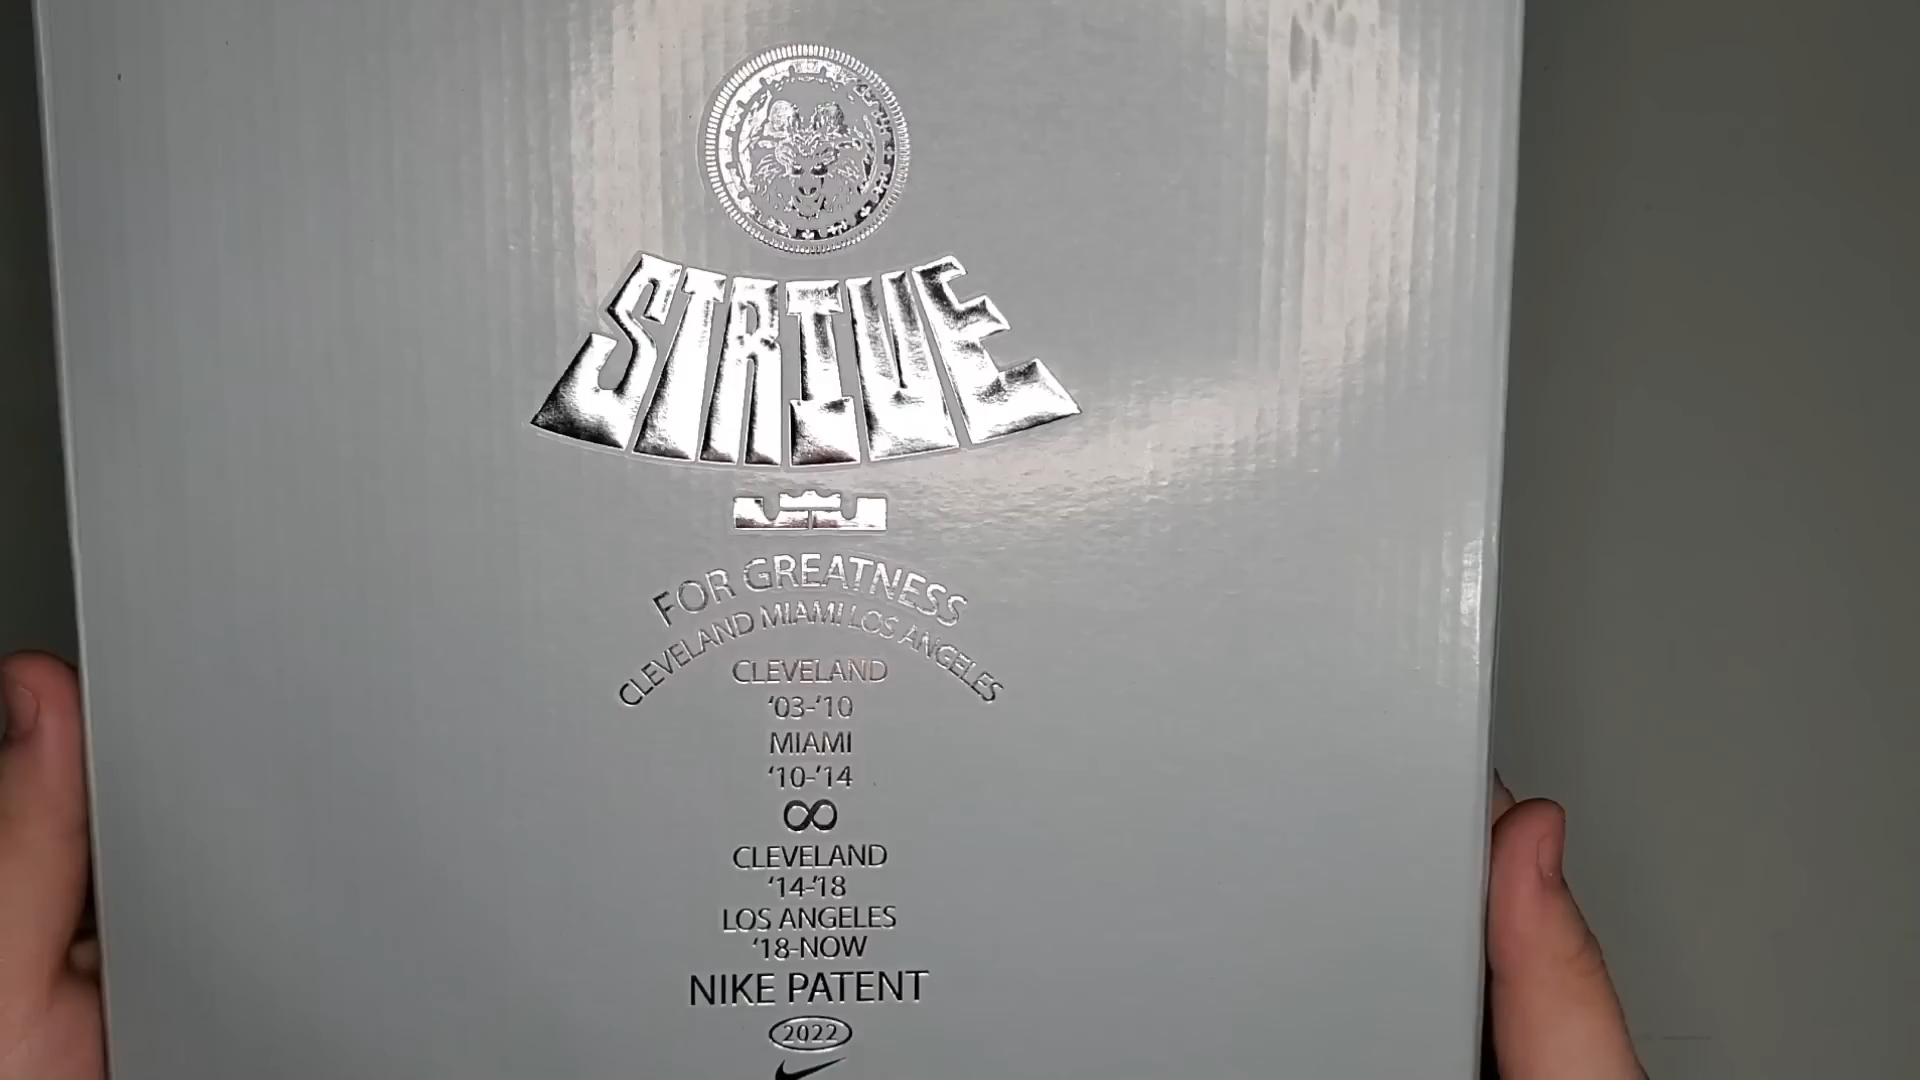 STRIVE
FOR GREATNESS
CLEVELAND MIAMI LOS ANGELES
CLEVELAND
'03-'10
MIAMI
'10-'14
∞
CLEVELAND
'14-'18
LOS ANGELES
'18-NOW
NIKE PATENT
2022